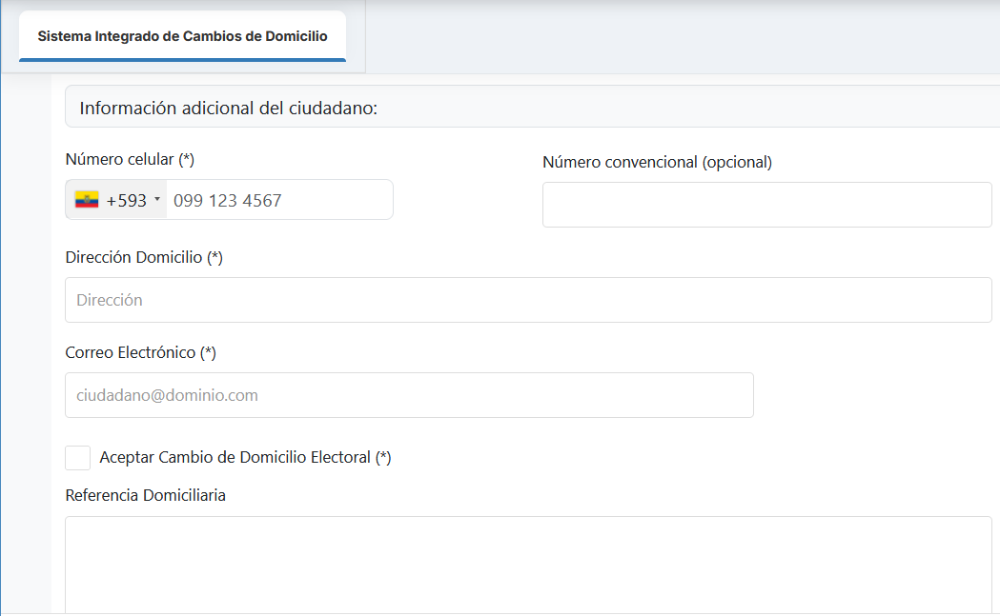 Sistema Integrado de Cambios de Domicilio
Información adicional del ciudadano:
Número celular (*)
Número convencional (opcional)
+593 099 123 4567
Dirección Domicilio (*)
Dirección
Correo Electrónico (*)
ciudadano@dominio.com
Aceptar Cambio de Domicilio Electoral (*)
Referencia Domiciliaria